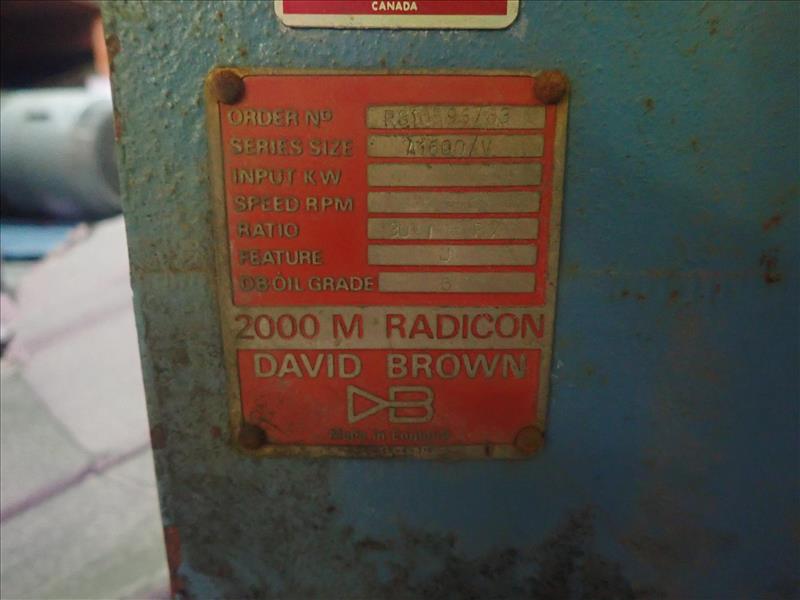 CANADA
ORDER Nº
SERIES SIZE A1600/V
INPUT KW
SPEED RPM
RATIO
FEATURE
DB OIL GRADE
2000 M RADICON
DAVID BROWN
DB
Made in England